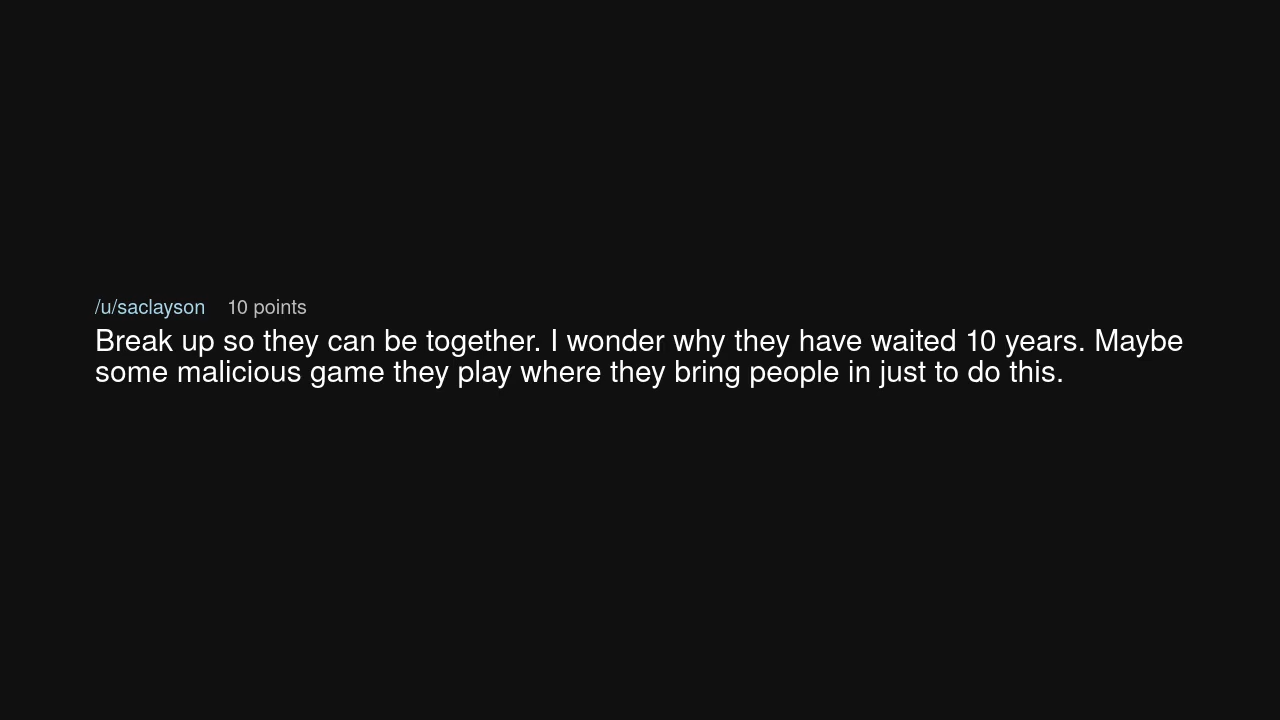 /u/saclayson 10 points
Break up so they can be together. I wonder why they have waited 10 years. Maybe
some malicious game they play where they bring people in just to do this.